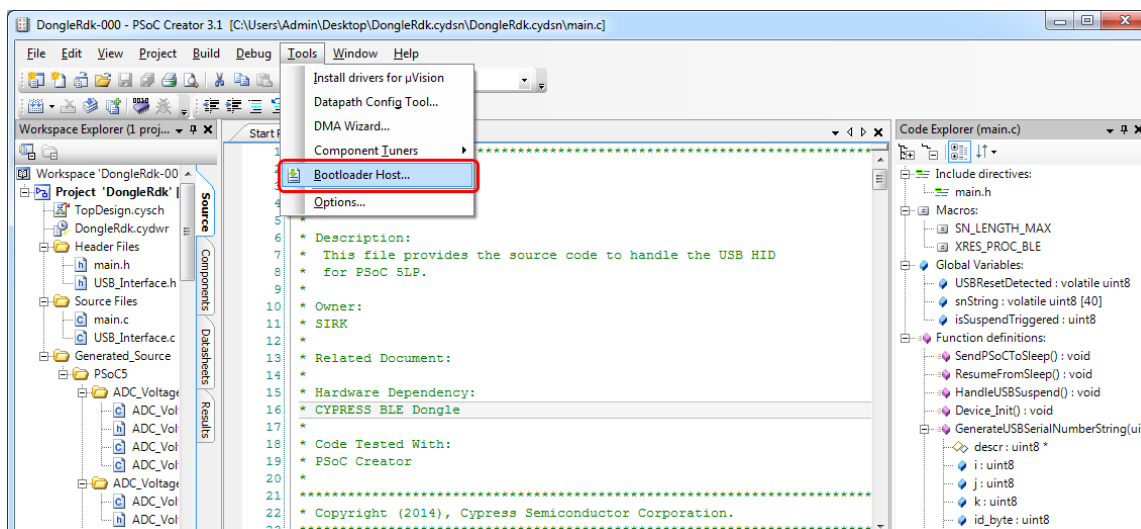 DongleRdk-000 - PSoC Creator 3.1 [C:\Users\Admin\Desktop\DongleRdk.cydsn\DongleRdk.cydsn\main.c]
File Edit View Project Build Debug Tools Window Help
Install drivers for µVision
Datapath Config Tool...
DMA Wizard...
Component Tuners
Bootloader Host...
Options...
Workspace Explorer (1 proj...
Workspace 'DongleRdk-00
Project 'DongleRdk' [
TopDesign.cysch
DongleRdk.cydwr
Header Files
main.h
USB_Interface.h
Source Files
main.c
USB_Interface.c
Generated_Source
PSoC5
ADC_Voltage
ADC_Vol
ADC_Vol
ADC_Vol
ADC_Vol
ADC_Voltage
ADC_Vol
ADC_Vol
Source
Components
Datasheets
Results
Start
1
5 *
6 * Description:
7 * This file provides the source code to handle the USB HID
8 * for PSoC 5LP.
9 *
10 * Owner:
11 * SIRK
12 *
13 * Related Document:
14 *
15 * Hardware Dependency:
16 * CYPRESS BLE Dongle
17 *
18 * Code Tested With:
19 * PSoC Creator
20 *
21 *******************************************************************************
22 * Copyright (2014), Cypress Semiconductor Corporation.
Code Explorer (main.c)
Include directives:
main.h
Macros:
SN_LENGTH_MAX
XRES_PROC_BLE
Global Variables:
USBResetDetected : volatile uint8
snString : volatile uint8 [40]
isSuspendTriggered : uint8
Function definitions:
SendPSoCToSleep() : void
ResumeFromSleep() : void
HandleUSBSuspend() : void
Device_Init() : void
GenerateUSBSerialNumberString(ui
descr : uint8 *
i : uint8
j : uint8
k : uint8
id_byte : uint8